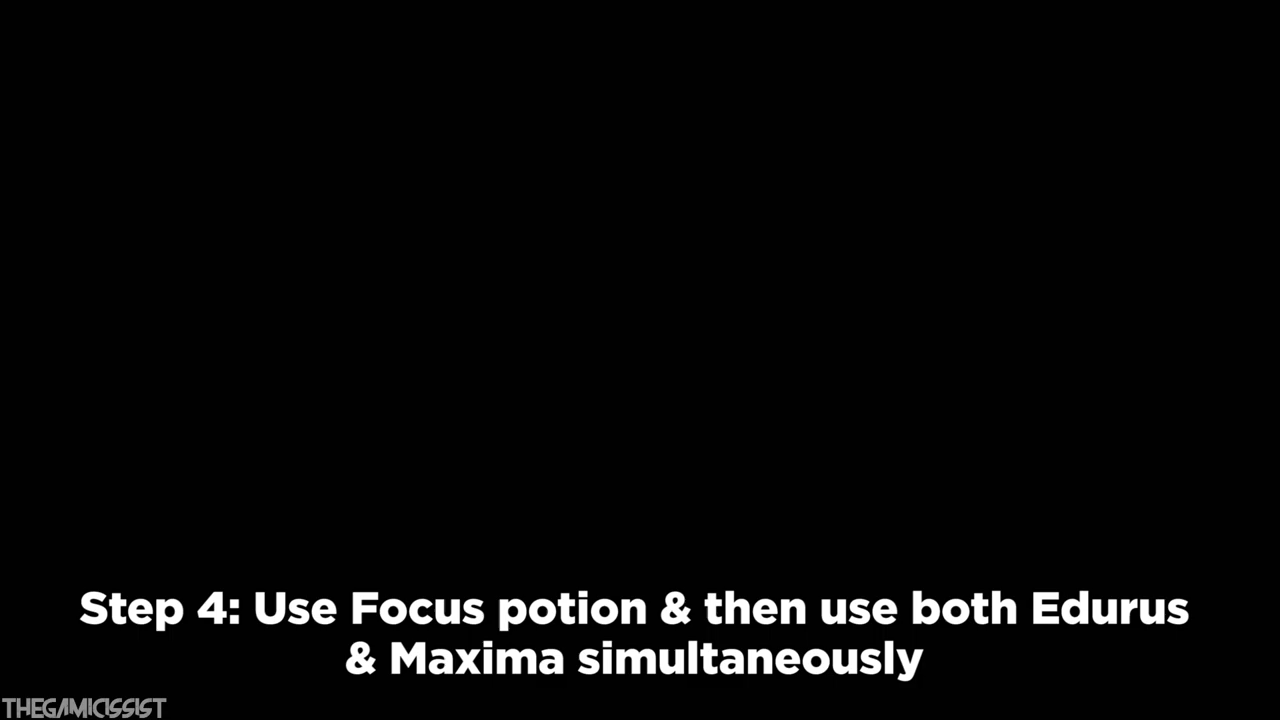 Step 4: Use Focus potion & then use both Edurus
& Maxima simultaneously
THEGAMICISSIST